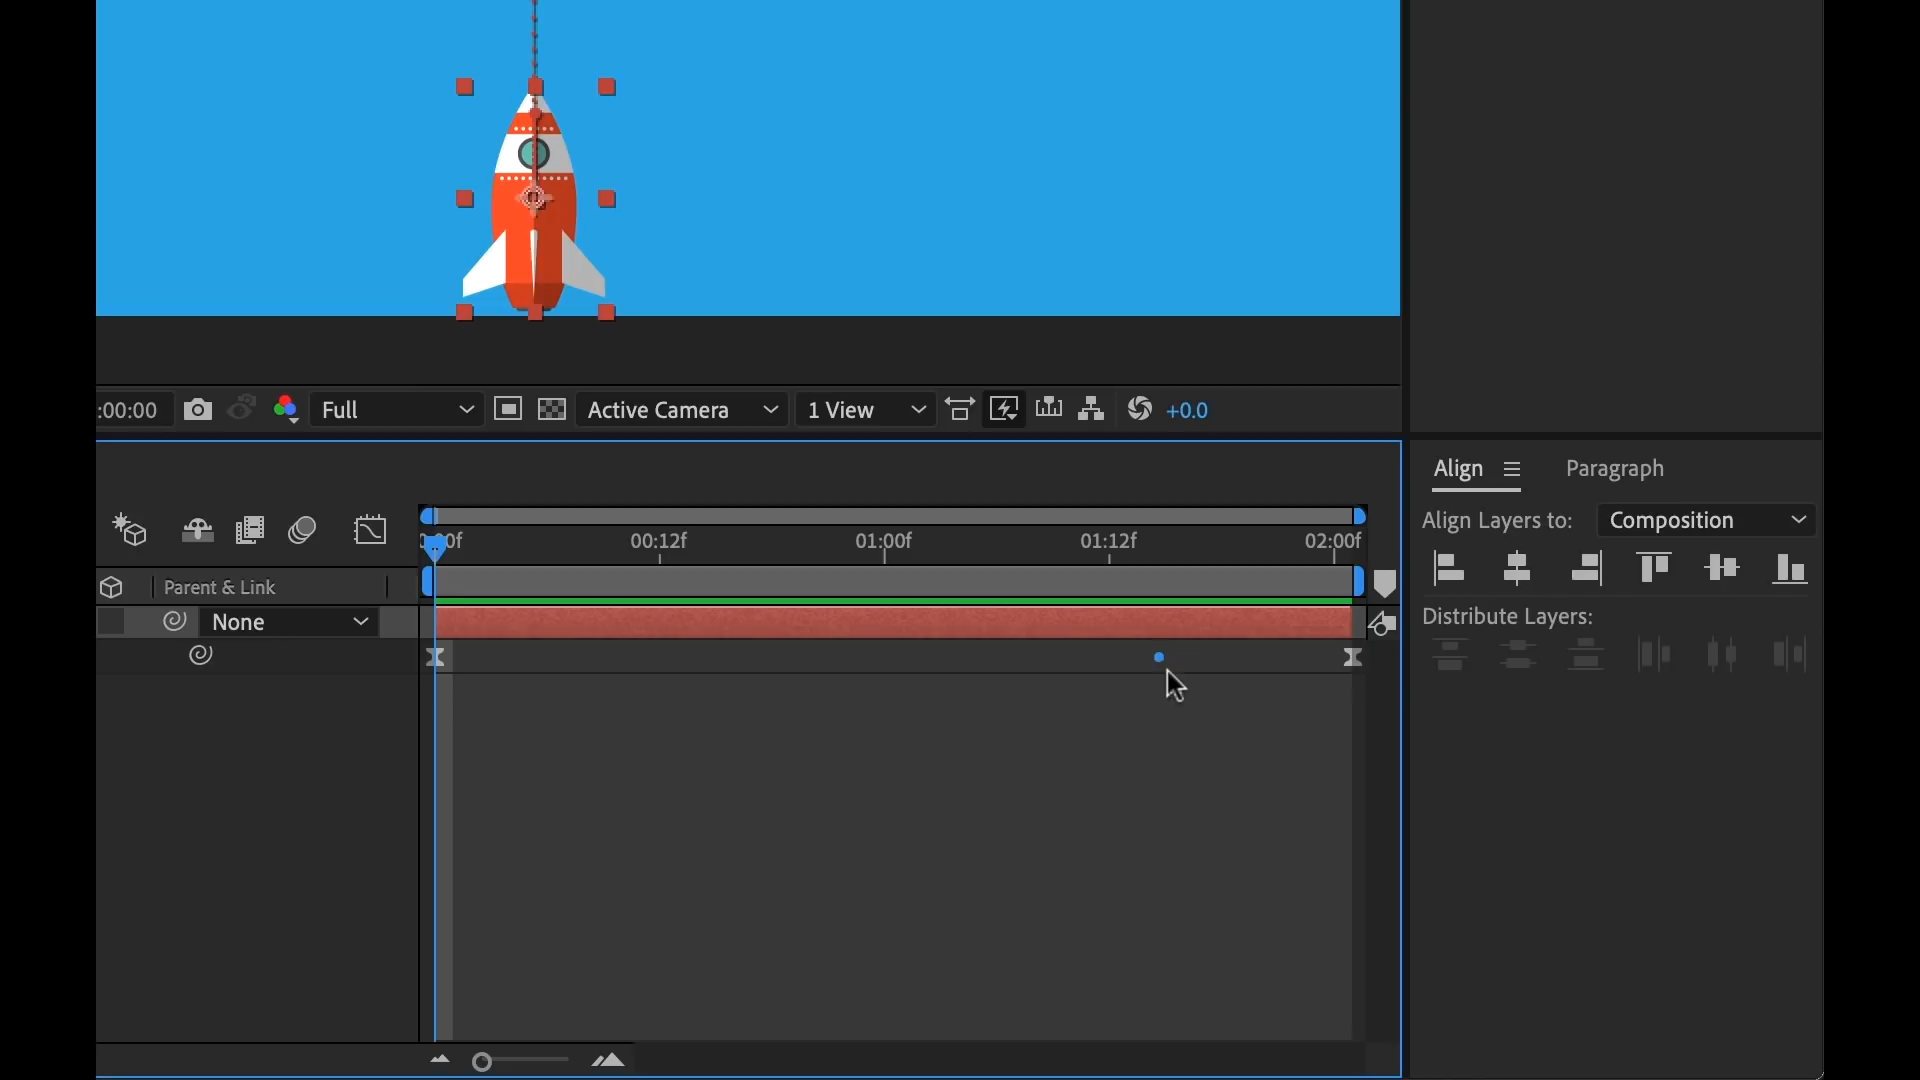 :00:00 Full Active Camera 1 View +0.0
Align Paragraph
Align Layers to: Composition
00f 00:12f 01:00f 01:12f 02:00f
Parent & Link
Distribute Layers:
None